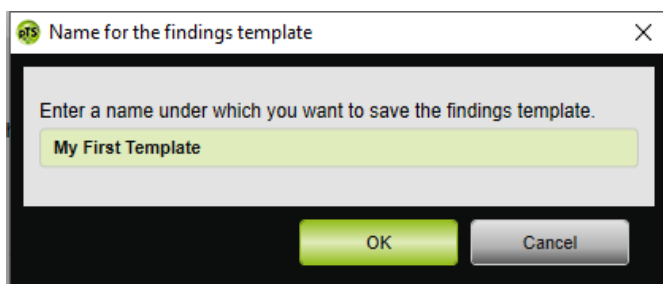 pTS Name for the findings template
Enter a name under which you want to save the findings template.
My First Template
OK Cancel